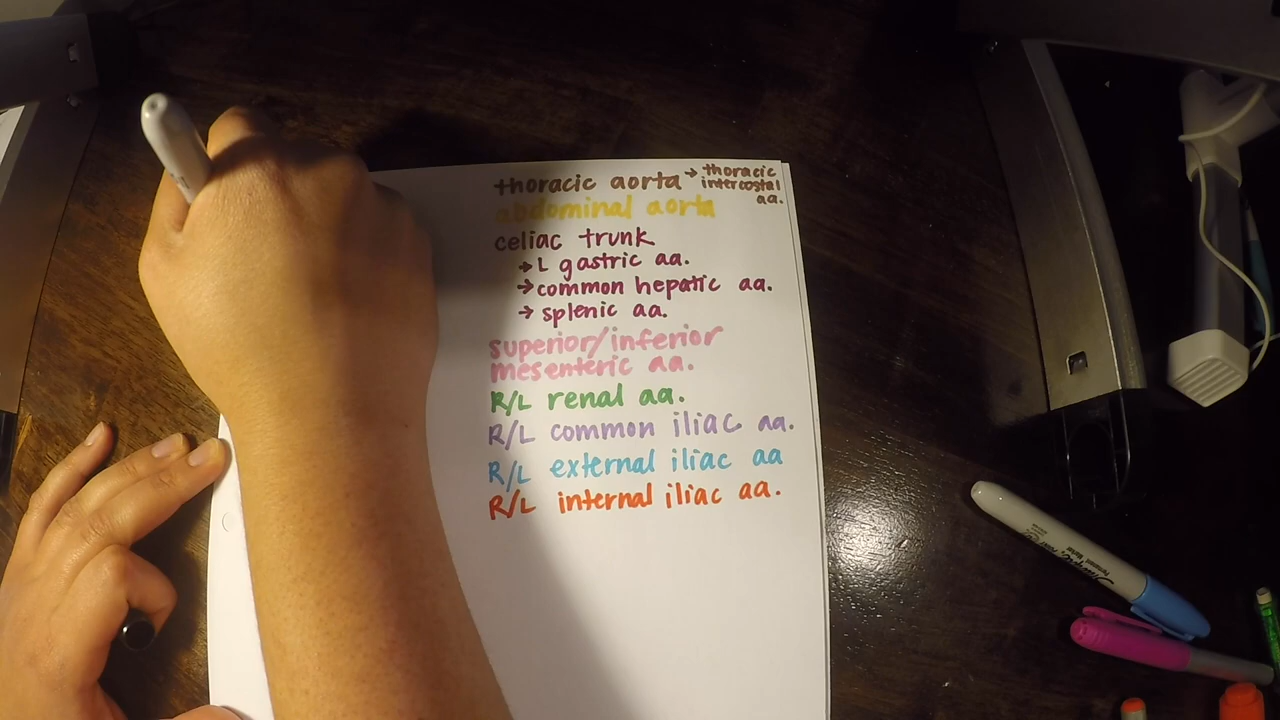 thoracic aorta → thoracic
intercostal
aa.
abdominal aorta
celiac trunk
→ L gastric aa.
→ common hepatic aa.
→ splenic aa.
superior/inferior
mesenteric aa.
R/L renal aa.
R/L common iliac aa.
R/L external iliac aa
R/L internal iliac aa.
Sharpie